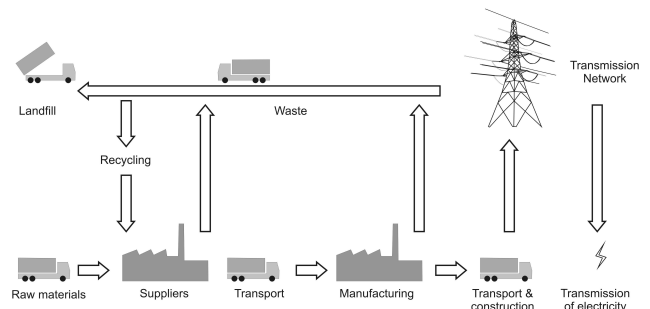 Transmission
Network
Landfill
Waste
Recycling
Raw materials
Suppliers
Transport
Manufacturing
Transport &
construction
Transmission
of electricity